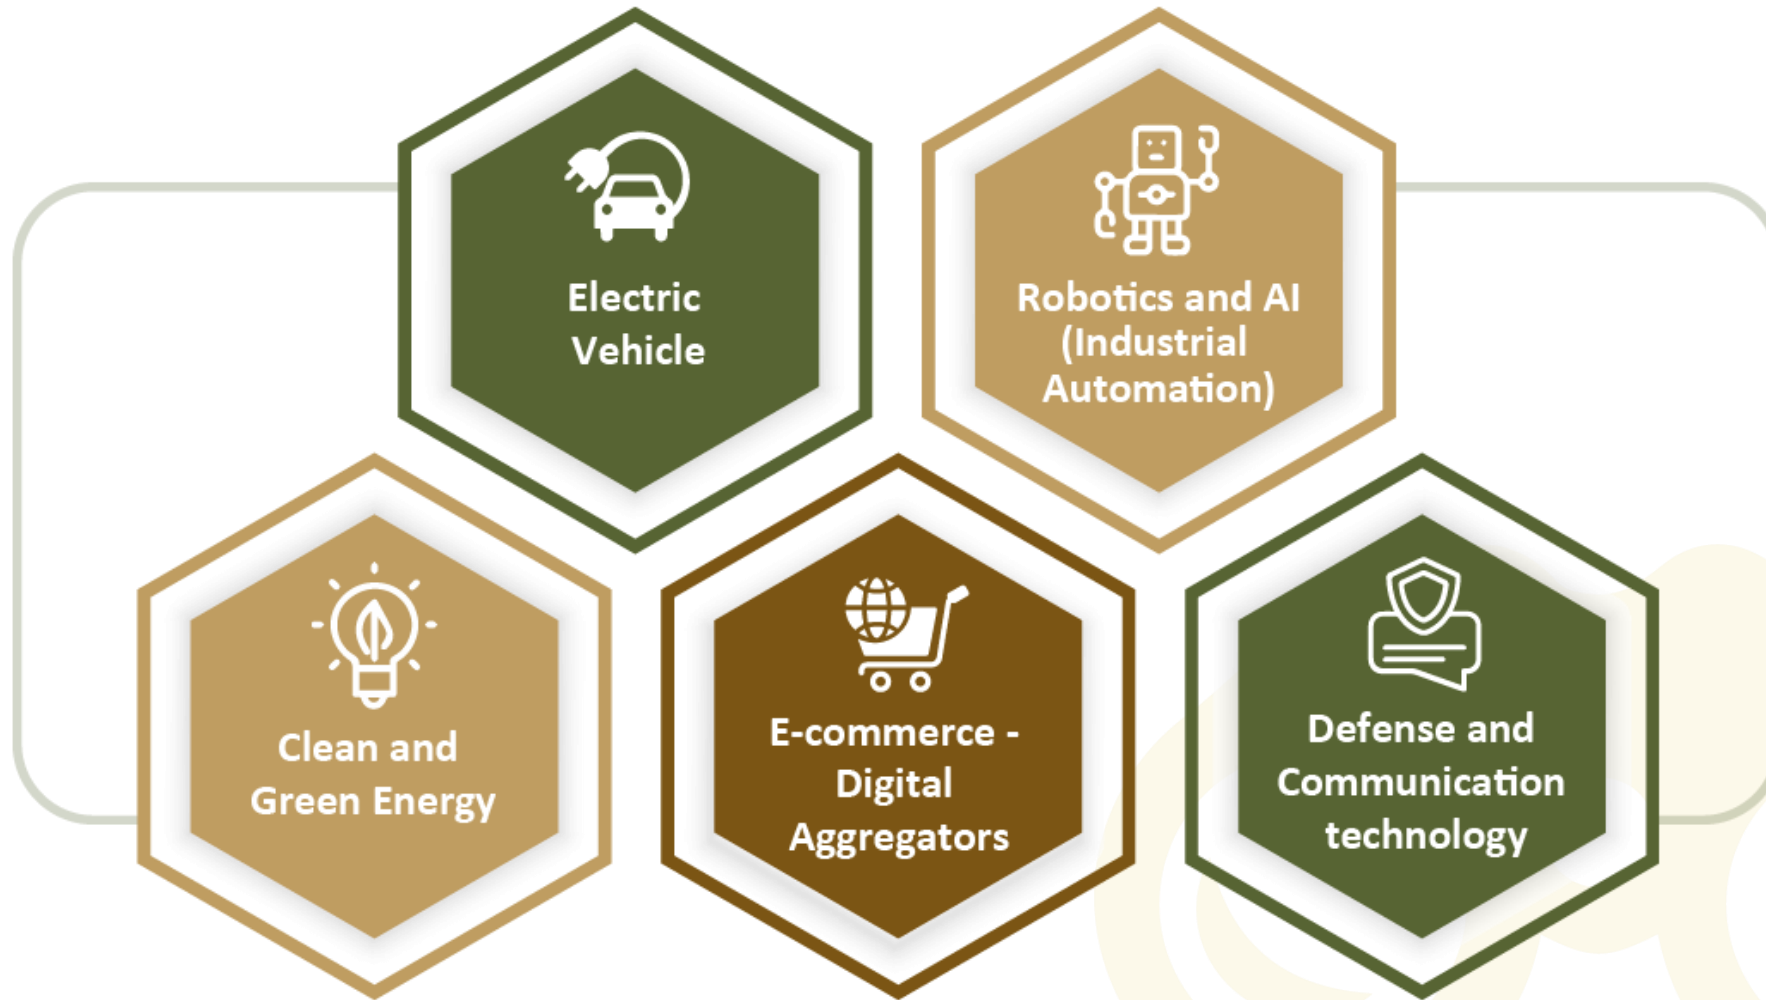 Electric
Vehicle
Robotics and AI
(Industrial
Automation)
Clean and
Green Energy
E-commerce -
Digital
Aggregators
Defense and
Communication
technology